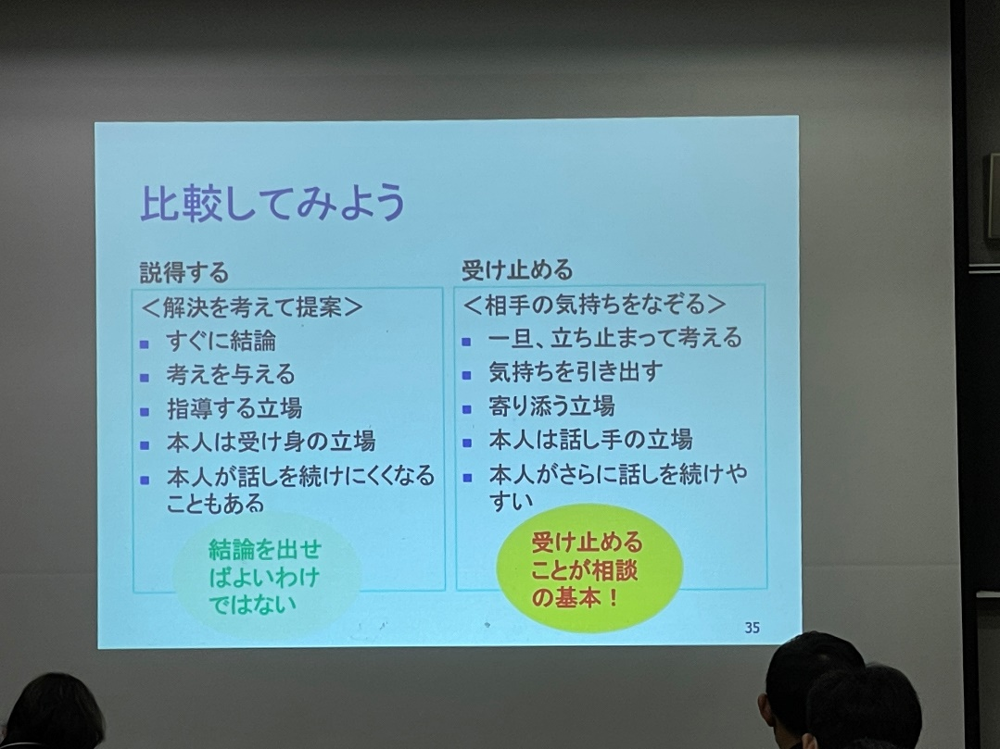 比較してみよう
説得する
＜解決を考えて提案＞
■ すぐに結論
■ 考えを与える
■ 指導する立場
■ 本人は受け身の立場
■ 本人が話しを続けにくくなる
こともある
結論を出せ
ばよいわけ
ではない
受け止める
＜相手の気持ちをなぞる＞
■ 一旦、立ち止まって考える
■ 気持ちを引き出す
■ 寄り添う立場
■ 本人は話し手の立場
■ 本人がさらに話しを続けや
すい
受け止める
ことが相談
の基本！
35